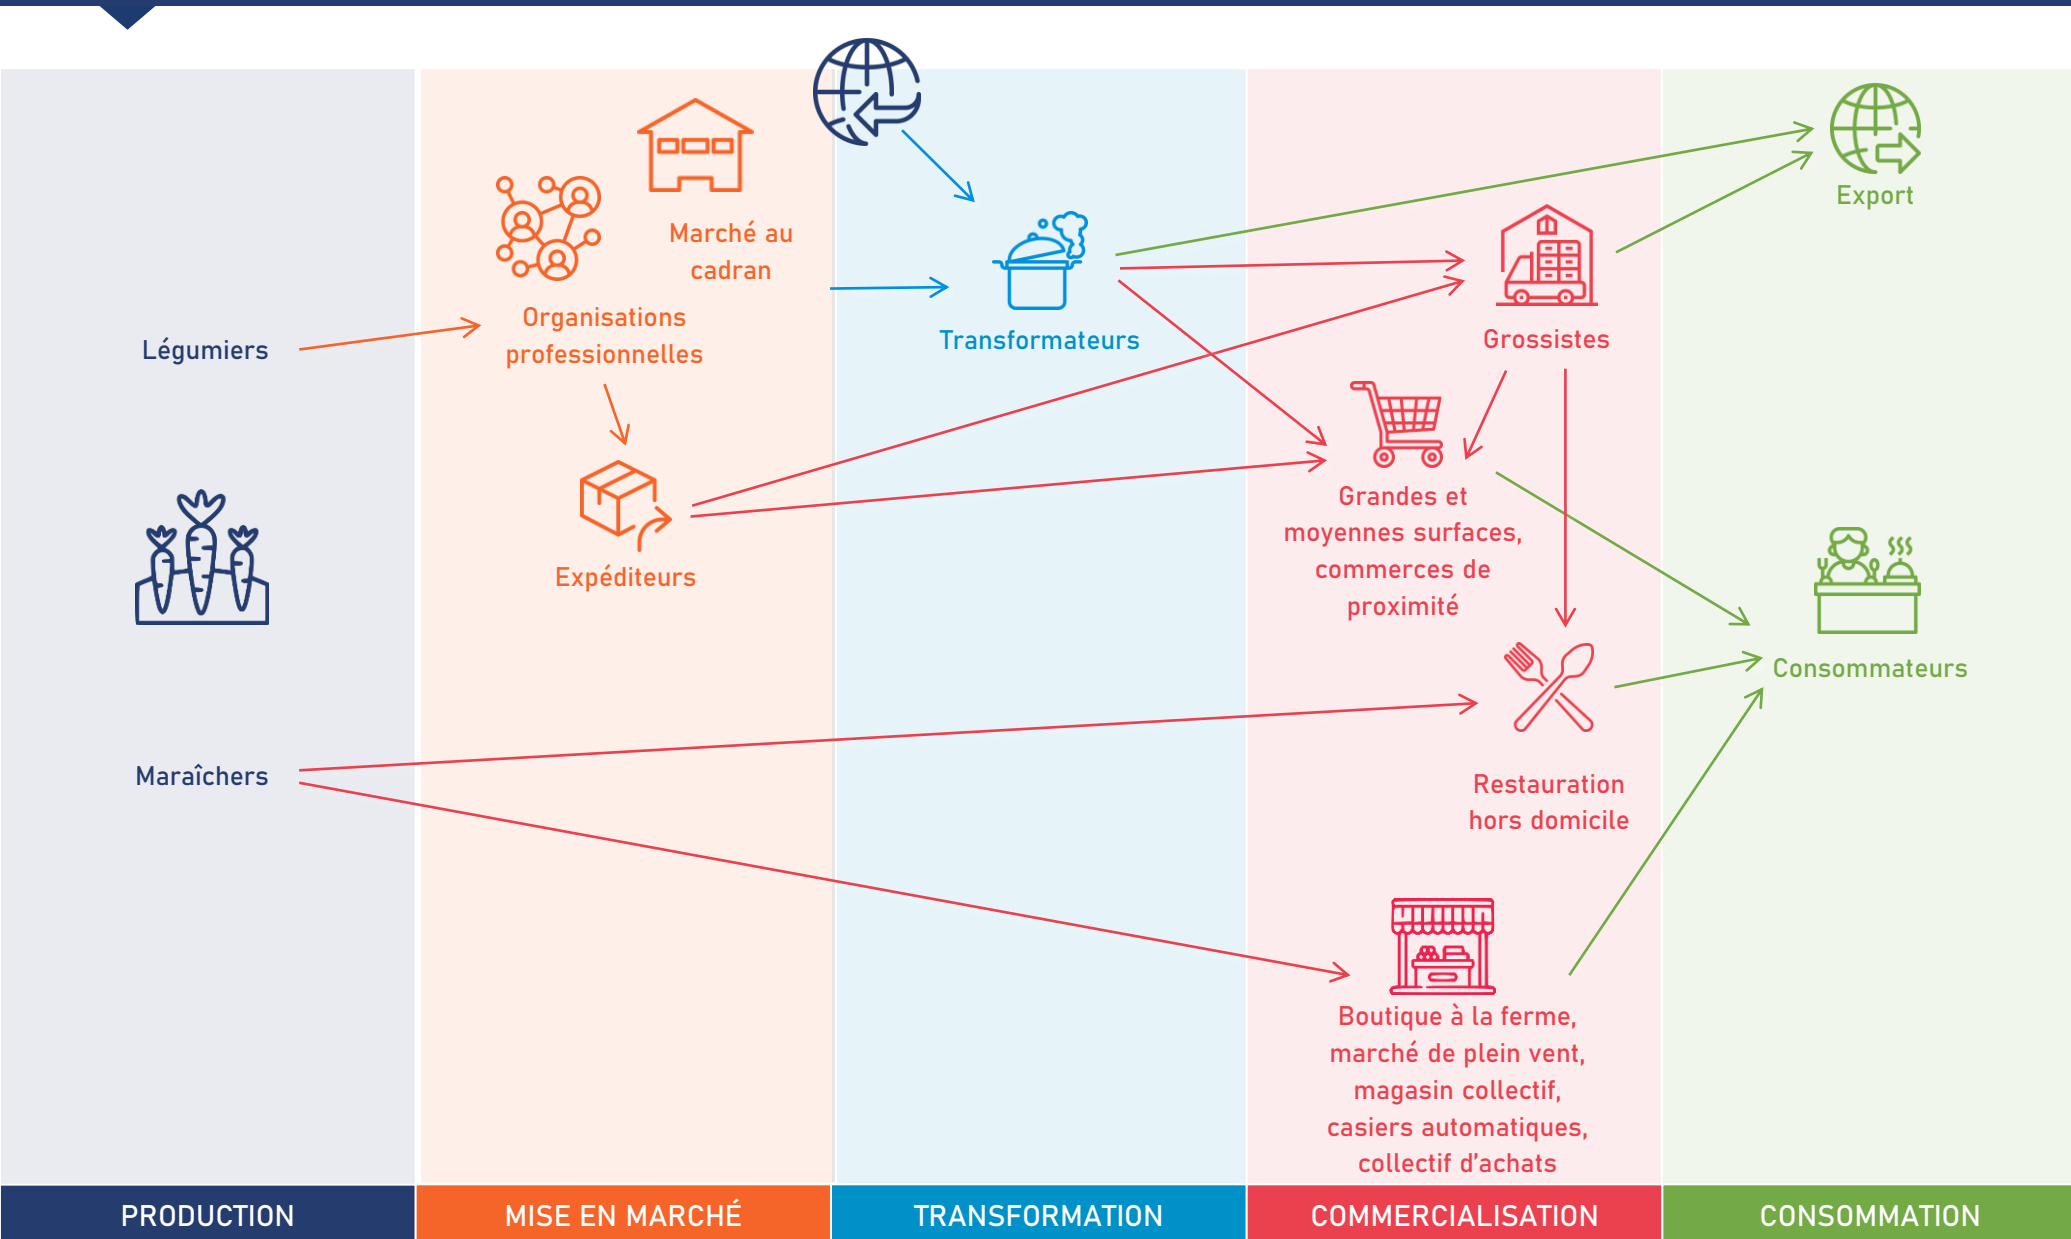 Légumiers
Maraîchers
Marché au
cadran
Organisations
professionnelles
Expéditeurs
Transformateurs
Grossistes
Grandes et
moyennes surfaces,
commerces de
proximité
Restauration
hors domicile
Boutique à la ferme,
marché de plein vent,
magasin collectif,
casiers automatiques,
collectif d’achats
Export
Consommateurs
PRODUCTION
MISE EN MARCHÉ
TRANSFORMATION
COMMERCIALISATION
CONSOMMATION